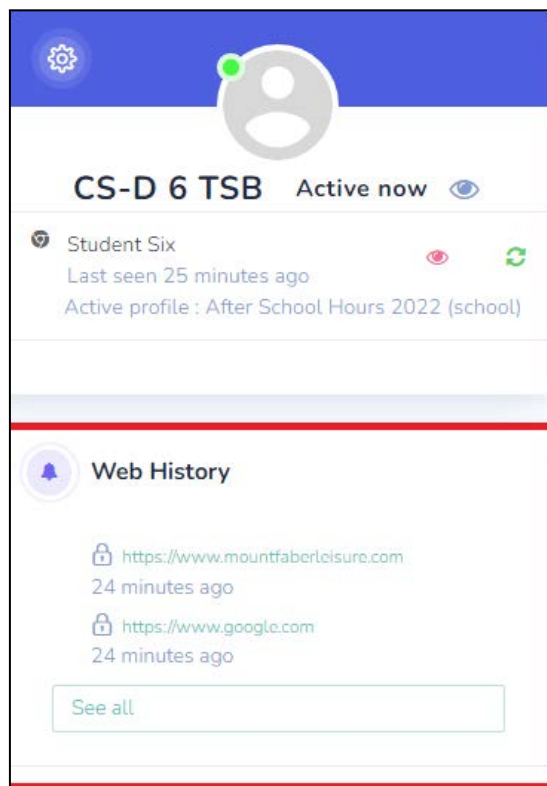 CS-D 6 TSB Active now
Student Six
Last seen 25 minutes ago
Active profile : After School Hours 2022 (school)
Web History
https://www.mountfaberleisure.com
24 minutes ago
https://www.google.com
24 minutes ago
See all